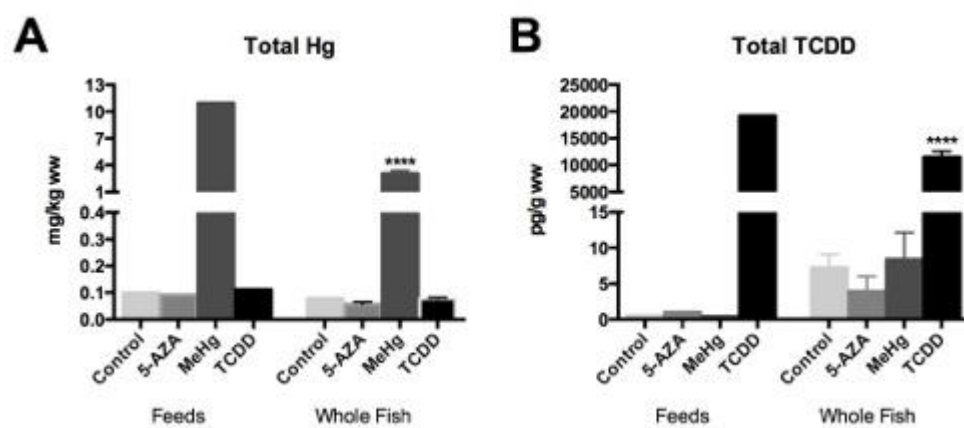 A
Total Hg
mg/kg ww
13
10
7
4
1
0.4
0.3
0.2
0.1
0.0
****
Control
5-AZA
MeHg
TCDD
Control
5-AZA
MeHg
TCDD
Feeds
Whole Fish
B
Total TCDD
pg/g ww
25000
20000
15000
10000
5000
15
10
5
0
****
Control
5-AZA
MeHg
TCDD
Control
5-AZA
MeHg
TCDD
Feeds
Whole Fish